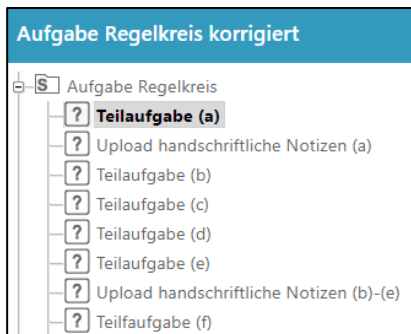 Aufgabe Regelkreis korrigiert
S Aufgabe Regelkreis
? Teilaufgabe (a)
? Upload handschriftliche Notizen (a)
? Teilaufgabe (b)
? Teilaufgabe (c)
? Teilaufgabe (d)
? Teilaufgabe (e)
? Upload handschriftliche Notizen (b)-(e)
? Teilfaufgabe (f)